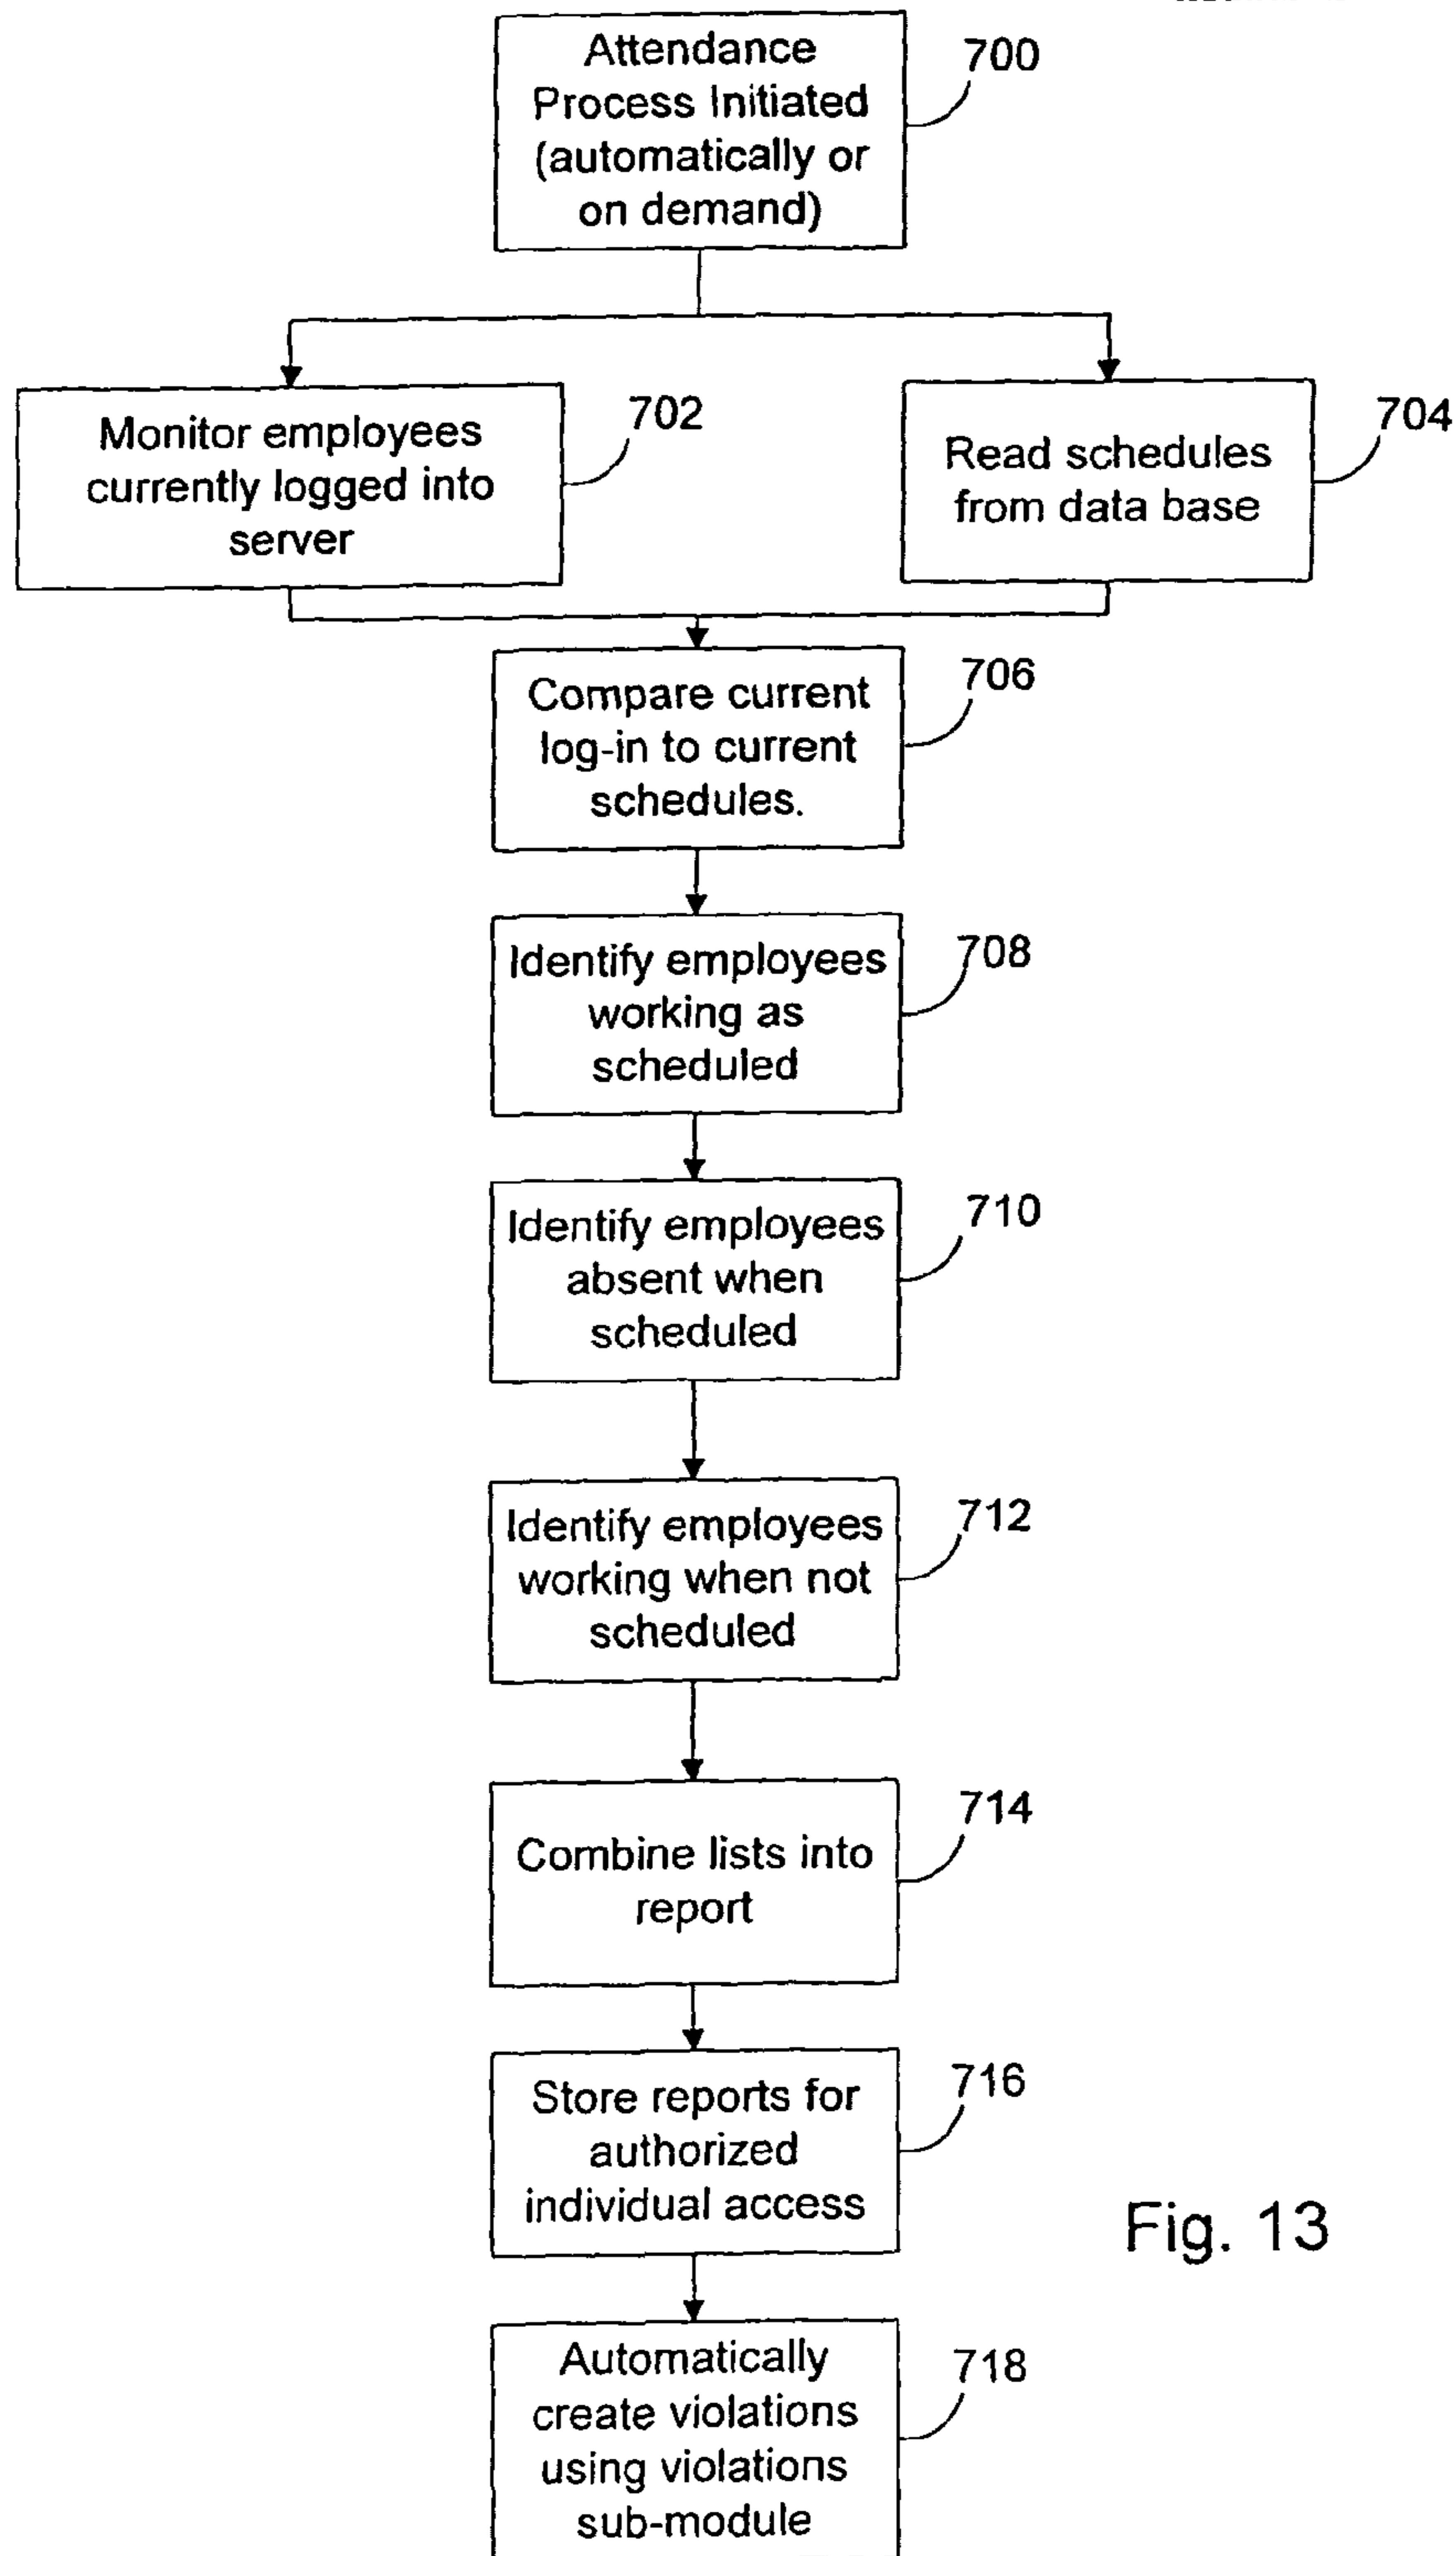 Attendance
Process Initiated
(automatically or
on demand)
700
Monitor employees
currently logged into
server
702
Read schedules
from data base
704
Compare current
log-in to current
schedules.
706
Identify employees
working as
scheduled
708
Identify employees
absent when
scheduled
710
Identify employees
working when not
scheduled
712
Combine lists into
report
714
Store reports for
authorized
individual access
716
Fig. 13
Automatically
create violations
using violations
sub-module
718